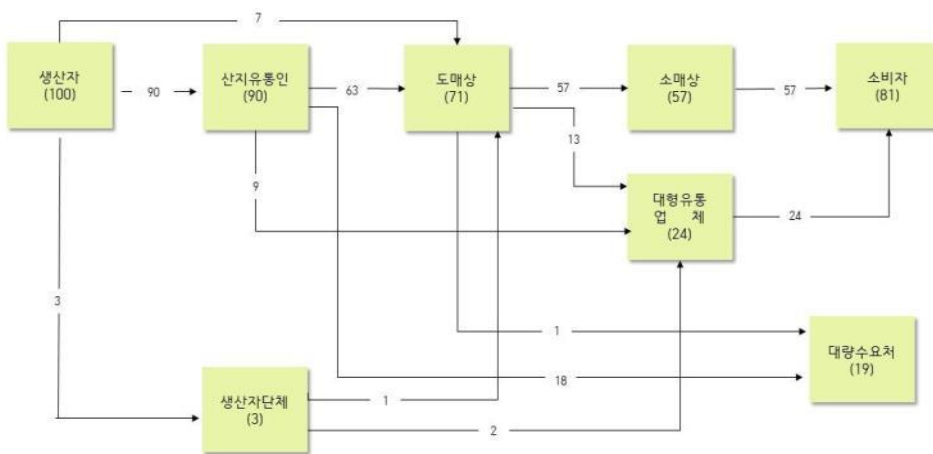 7
생산자
(100)
90
산지유통인
(90)
63
도매상
(71)
57
소매상
(57)
57
소비자
(81)
13
9
대형유통
업 체
(24)
24
3
1
대량수요처
(19)
18
생산자단체
(3)
1
2